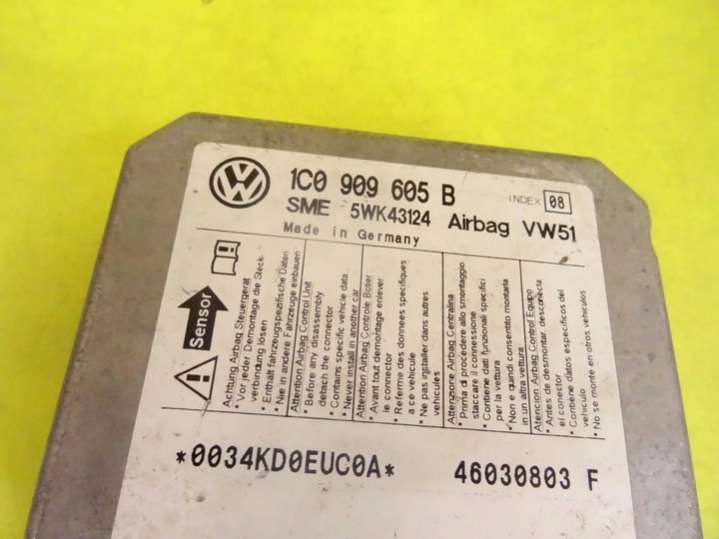 1C0 909 605 B INDEX 08
SME 5WK43124 Airbag VW51
Made in Germany
Sensor
Achtung Airbag Steuergerät
• Vor jeder Demontage die Steck-
verbindung lösen
• Enthält fahrzeugspezifische Daten
• Nie in andere Fahrzeuge einbauen
Attention Airbag Control Unit
• Before any disassembly
detach the connector
• Contains specific vehicle data
• Never install in another car
Attention Airbag Controle Boitier
• Avant tout demontage enlever
le connector
• Referme des donnees specifiques
a ce vehicule
• Ne pas installer dans autres
vehicules
Attenzione Airbag Centralina
• Prima di procedere allo smontaggio
staccare il connessione
• Contiene dati funzionali specifici
per la vettura
• Non e quindi consentito montarla
in un altra vettura
Atencion Airbag Control Equipo
• Antes de desmontar desconecta
el conector
• Contiene datos especificos del
vehiculo
• No se monte en otros vehiculos
*0034KD0EUC0A* 46030803 F